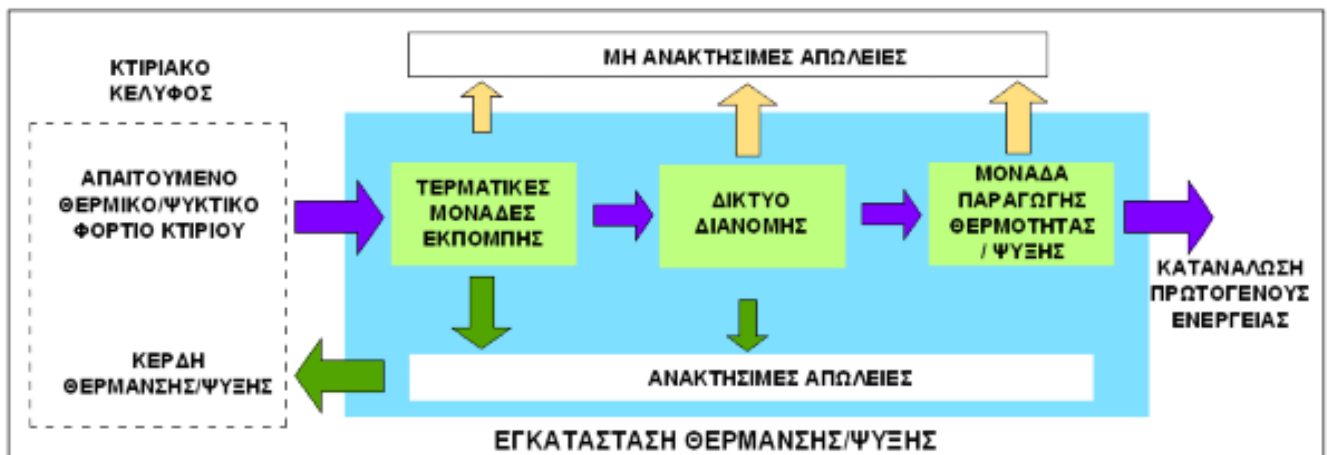 ΜΗ ΑΝΑΚΤΗΣΙΜΕΣ ΑΠΩΛΕΙΕΣ
ΚΤΙΡΙΑΚΟ
ΚΕΛΥΦΟΣ
ΑΠΑΙΤΟΥΜΕΝΟ
ΘΕΡΜΙΚΟ/ΨΥΚΤΙΚΟ
ΦΟΡΤΙΟ ΚΤΙΡΙΟΥ
ΤΕΡΜΑΤΙΚΕΣ
ΜΟΝΑΔΕΣ
ΕΚΠΟΜΠΗΣ
ΔΙΚΤΥΟ
ΔΙΑΝΟΜΗΣ
ΜΟΝΑΔΑ
ΠΑΡΑΓΩΓΗΣ
ΘΕΡΜΟΤΗΤΑΣ
/ ΨΥΞΗΣ
ΚΑΤΑΝΑΛΩΣΗ
ΠΡΩΤΟΓΕΝΟΥΣ
ΕΝΕΡΓΕΙΑΣ
ΚΕΡΔΗ
ΘΕΡΜΑΝΣΗΣ/ΨΥΞΗΣ
ΑΝΑΚΤΗΣΙΜΕΣ ΑΠΩΛΕΙΕΣ
ΕΓΚΑΤΑΣΤΑΣΗ ΘΕΡΜΑΝΣΗΣ/ΨΥΞΗΣ